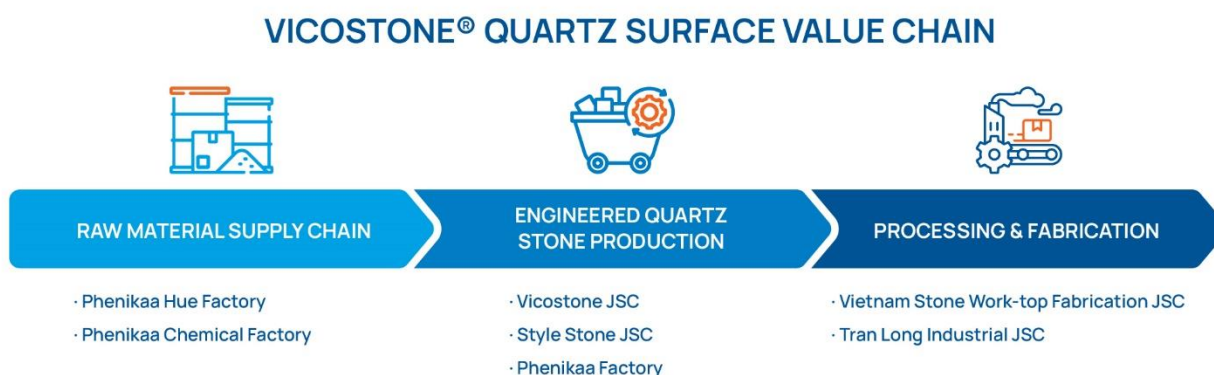 VICOSTONE® QUARTZ SURFACE VALUE CHAIN
RAW MATERIAL SUPPLY CHAIN
· Phenikaa Hue Factory
· Phenikaa Chemical Factory
ENGINEERED QUARTZ
STONE PRODUCTION
· Vicostone JSC
· Style Stone JSC
· Phenikaa Factory
PROCESSING & FABRICATION
· Vietnam Stone Work-top Fabrication JSC
· Tran Long Industrial JSC